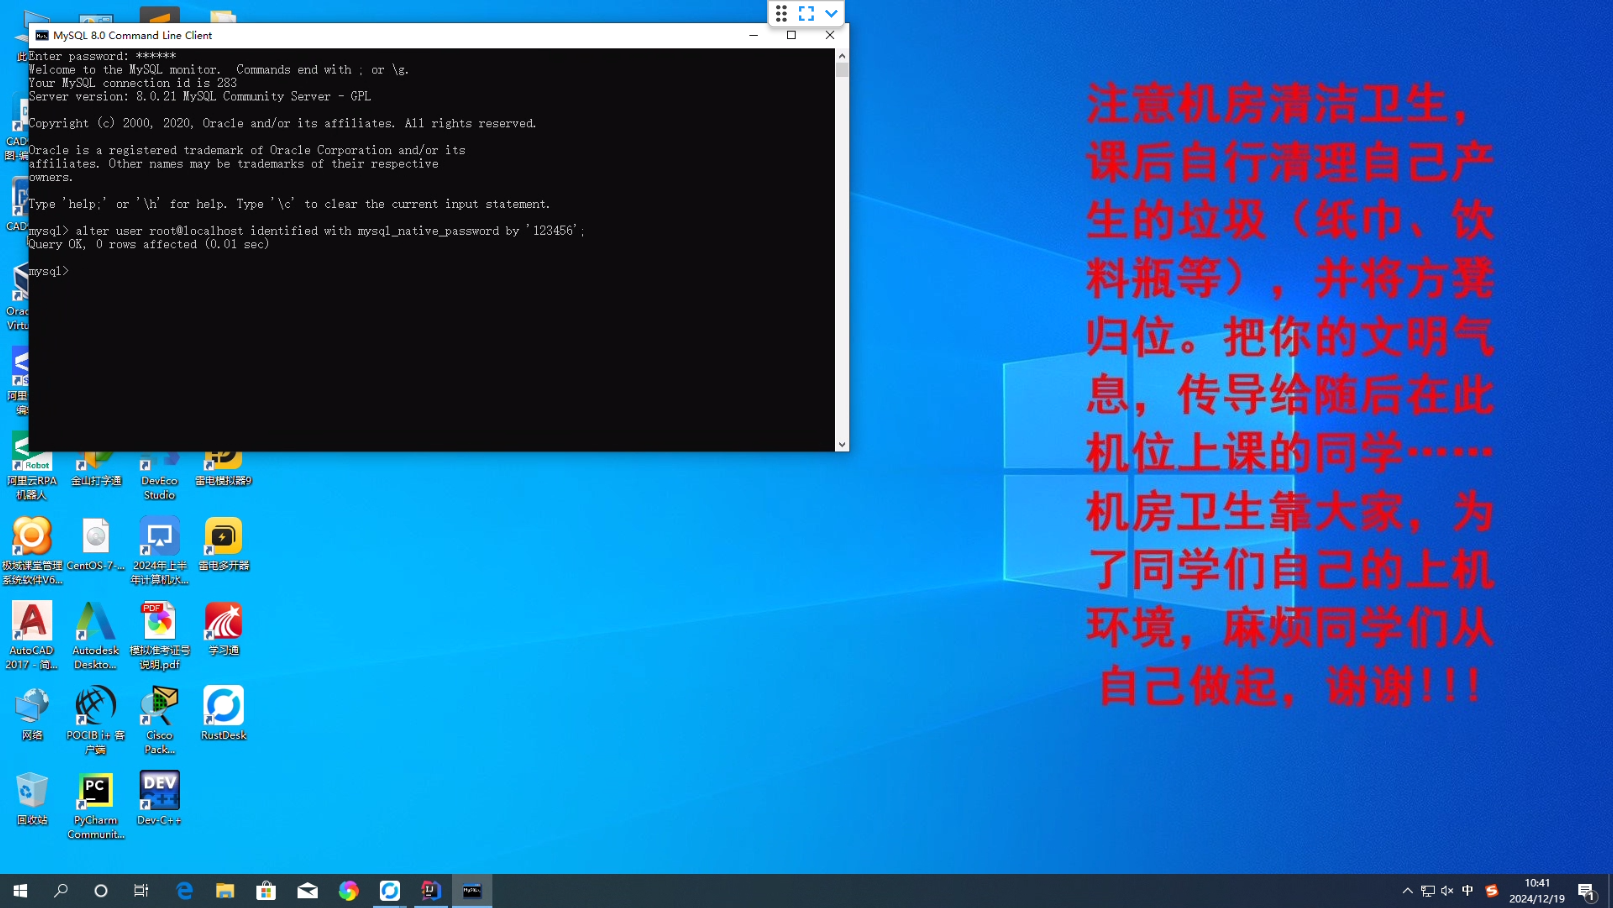 MySQL 8.0 Command Line Client
Enter password: ******
Welcome to the MySQL monitor.  Commands end with ; or \g.
Your MySQL connection id is 283
Server version: 8.0.21 MySQL Community Server - GPL
Copyright (c) 2000, 2020, Oracle and/or its affiliates. All rights reserved.
Oracle is a registered trademark of Oracle Corporation and/or its
affiliates. Other names may be trademarks of their respective
owners.
Type 'help;' or '\h' for help. Type '\c' to clear the current input statement.
mysql> alter user root@localhost identified with mysql_native_password by '123456';
Query OK, 0 rows affected (0.01 sec)
mysql>
注意机房清洁卫生，
课后自行清理自己产
生的垃圾（纸巾、饮
料瓶等），并将方凳
归位。把你的文明气
息，传导给随后在此
机位上课的同学……
机房卫生靠大家，为
了同学们自己的上机
环境，麻烦同学们从
自己做起，谢谢!!!
此
CAD
图-编
CAD
Orac
Virtu
阿里
编
Robot
阿里云RPA
机器人
金山打字通
DevEco
Studio
雷电模拟器9
极域课堂管理
系统软件V6...
CentOS-7-...
2024年上半
年计算机水...
雷电多开器
AutoCAD
2017 - 简...
Autodesk
Deskto...
PDF
模拟准考证号
说明.pdf
学习通
网络
POCIB i+ 客
户端
Cisco
Pack...
RustDesk
回收站
PC
PyCharm
Communit...
DEV
C++
Dev-C++
中
10:41
2024/12/19
1